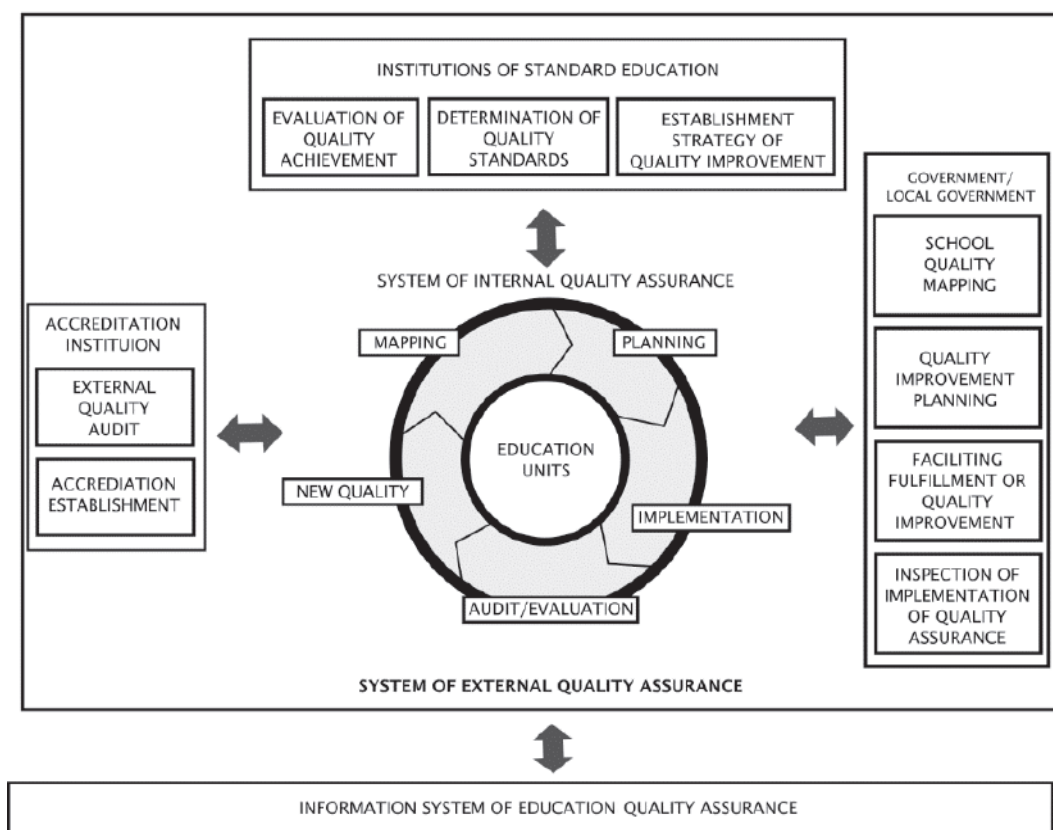 INSTITUTIONS OF STANDARD EDUCATION
EVALUATION OF
QUALITY
ACHIEVEMENT
DETERMINATION OF
QUALITY
STANDARDS
ESTABLISHMENT
STRATEGY OF
QUALITY IMPROVEMENT
GOVERNMENT/
LOCAL GOVERNMENT
SCHOOL
QUALITY
MAPPING
QUALITY
IMPROVEMENT
PLANNING
FACILITING
FULFILLMENT OR
QUALITY
IMPROVEMENT
INSPECTION OF
IMPLEMENTATION
OF QUALITY
ASSURANCE
ACCREDITATION
INSTITUION
EXTERNAL
QUALITY
AUDIT
ACCREDIATION
ESTABLISHMENT
SYSTEM OF INTERNAL QUALITY ASSURANCE
MAPPING
PLANNING
EDUCATION
UNITS
NEW QUALITY
IMPLEMENTATION
AUDIT/EVALUATION
SYSTEM OF EXTERNAL QUALITY ASSURANCE
INFORMATION SYSTEM OF EDUCATION QUALITY ASSURANCE